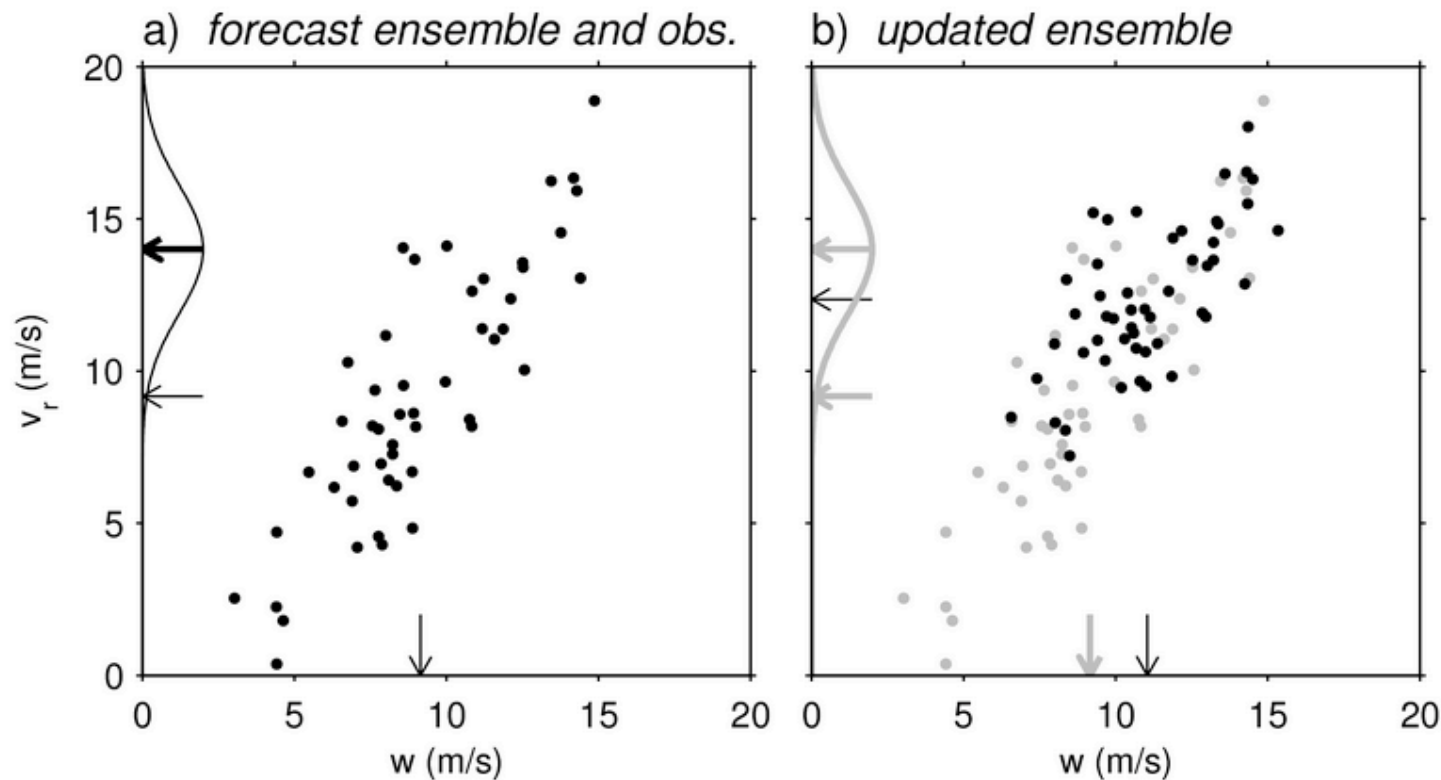 a) forecast ensemble and obs.
b) updated ensemble
20
15
10
5
0
v_r (m/s)
0 5 10 15 20
w (m/s)
0 5 10 15 20
w (m/s)